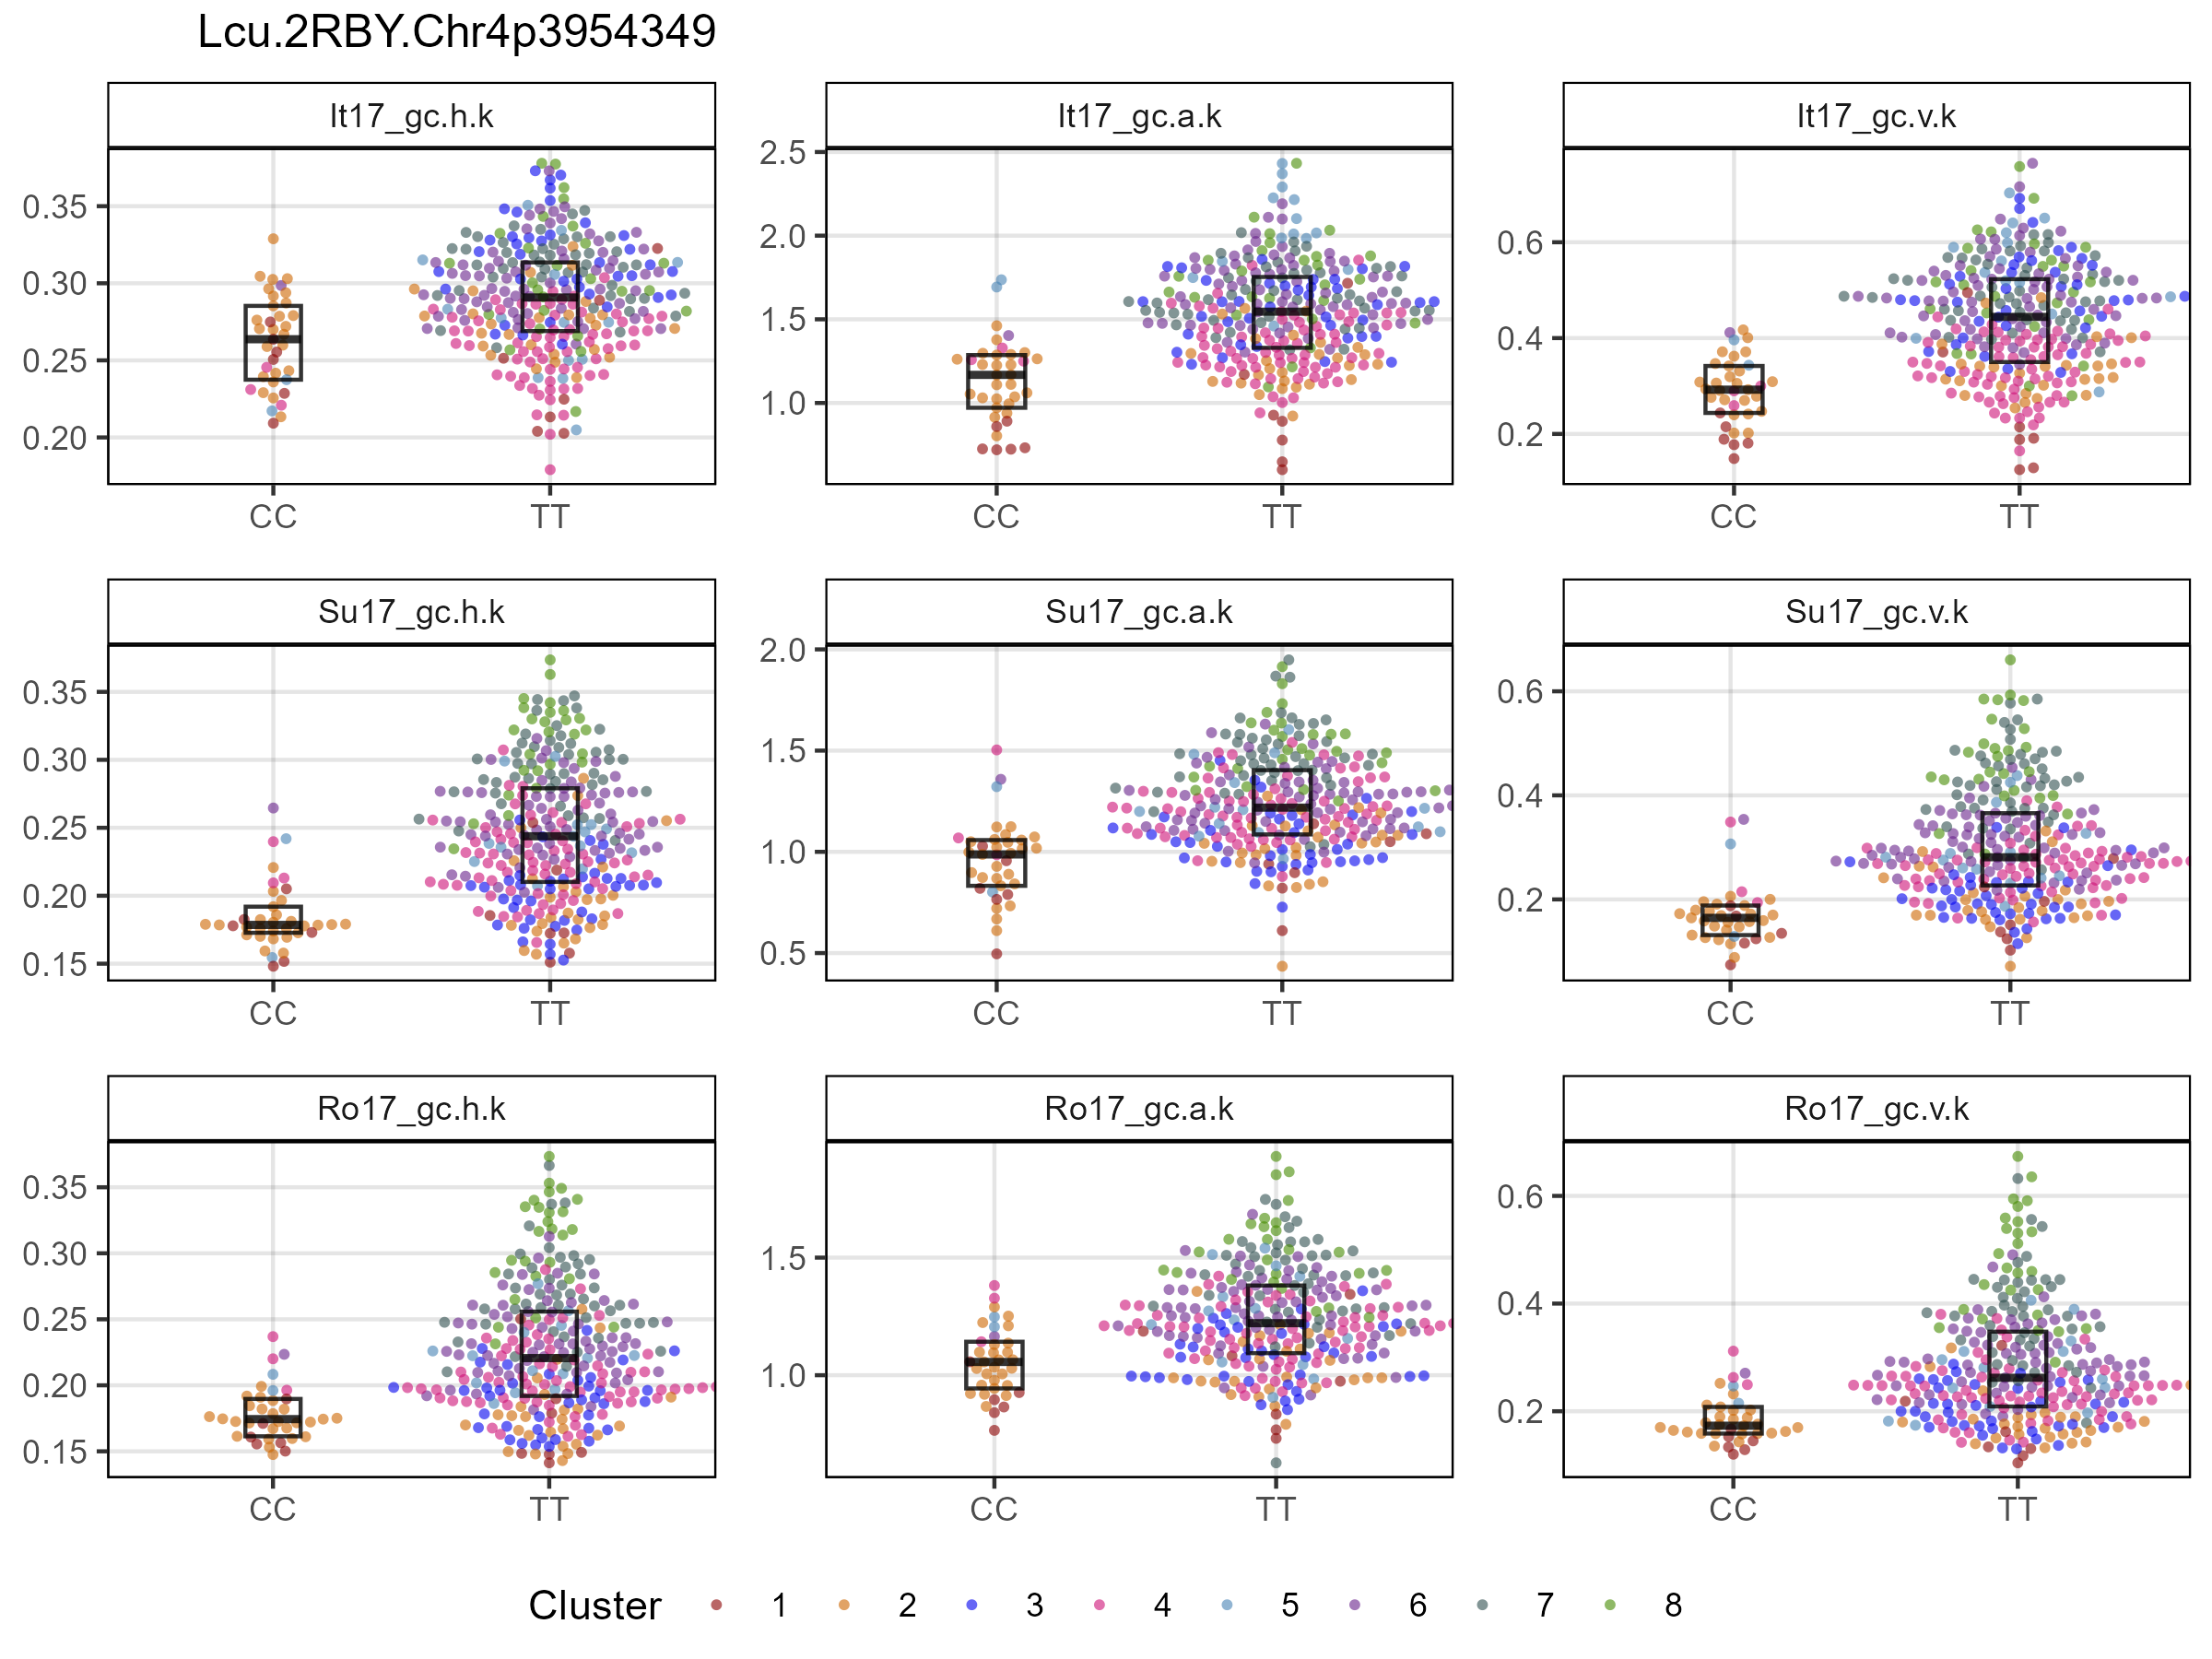 Lcu.2RBY.Chr4p3954349
It17_gc.h.k
It17_gc.a.k
It17_gc.v.k
0.35
0.30
0.25
0.20
2.5
2.0
1.5
1.0
0.6
0.4
0.2
CC TT
CC TT
CC TT
Su17_gc.h.k
Su17_gc.a.k
Su17_gc.v.k
0.35
0.30
0.25
0.20
0.15
2.0
1.5
1.0
0.5
0.6
0.4
0.2
CC TT
CC TT
CC TT
Ro17_gc.h.k
Ro17_gc.a.k
Ro17_gc.v.k
0.35
0.30
0.25
0.20
0.15
1.5
1.0
0.6
0.4
0.2
CC TT
CC TT
CC TT
Cluster 1 2 3 4 5 6 7 8